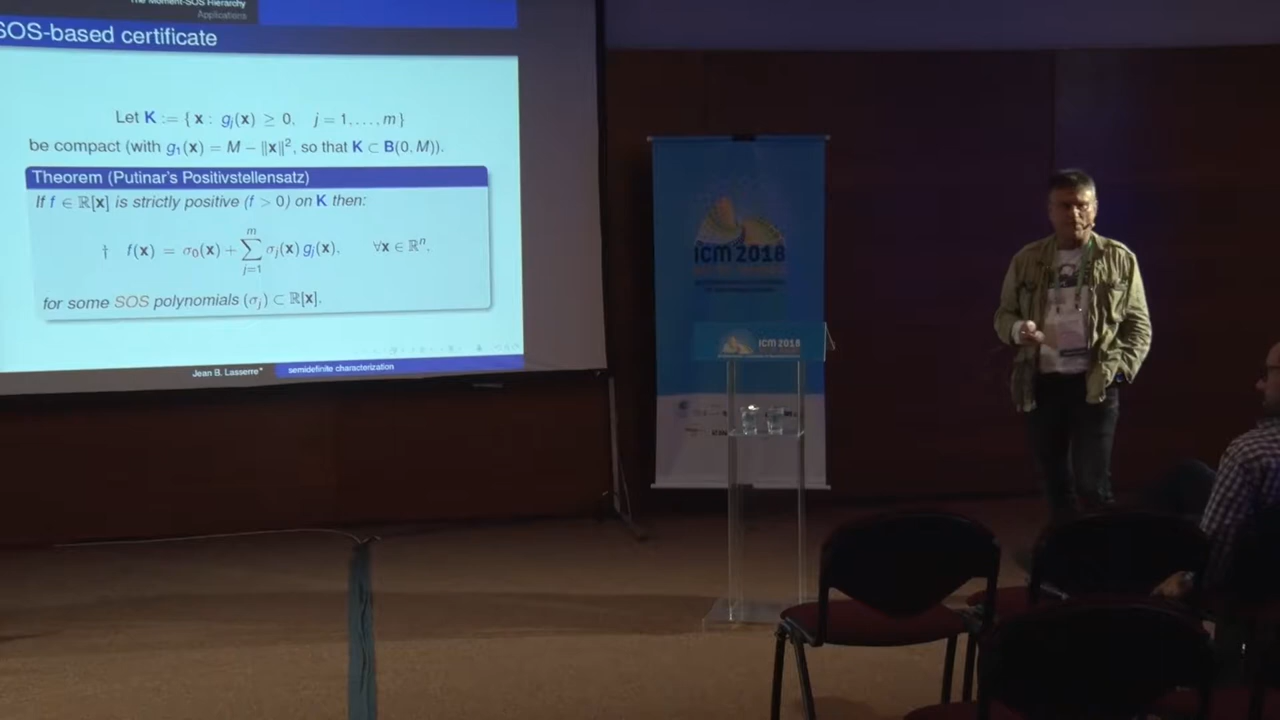 The Moment-SOS Hierarchy
Applications
SOS-based certificate
Let K := { x : gj(x) ≥ 0, j = 1, . . . , m }
be compact (with g1(x) = M − ‖x‖², so that K ⊂ B(0, M)).
Theorem (Putinar's Positivstellensatz)
If f ∈ ℝ[x] is strictly positive (f > 0) on K then:
† f(x) = σ0(x) + ∑_{j=1}^{m} σj(x) gj(x), ∀x ∈ ℝⁿ.
for some SOS polynomials (σj) ⊂ ℝ[x].
Jean B. Lasserre* semidefinite characterization
icm 2018
icm 2018